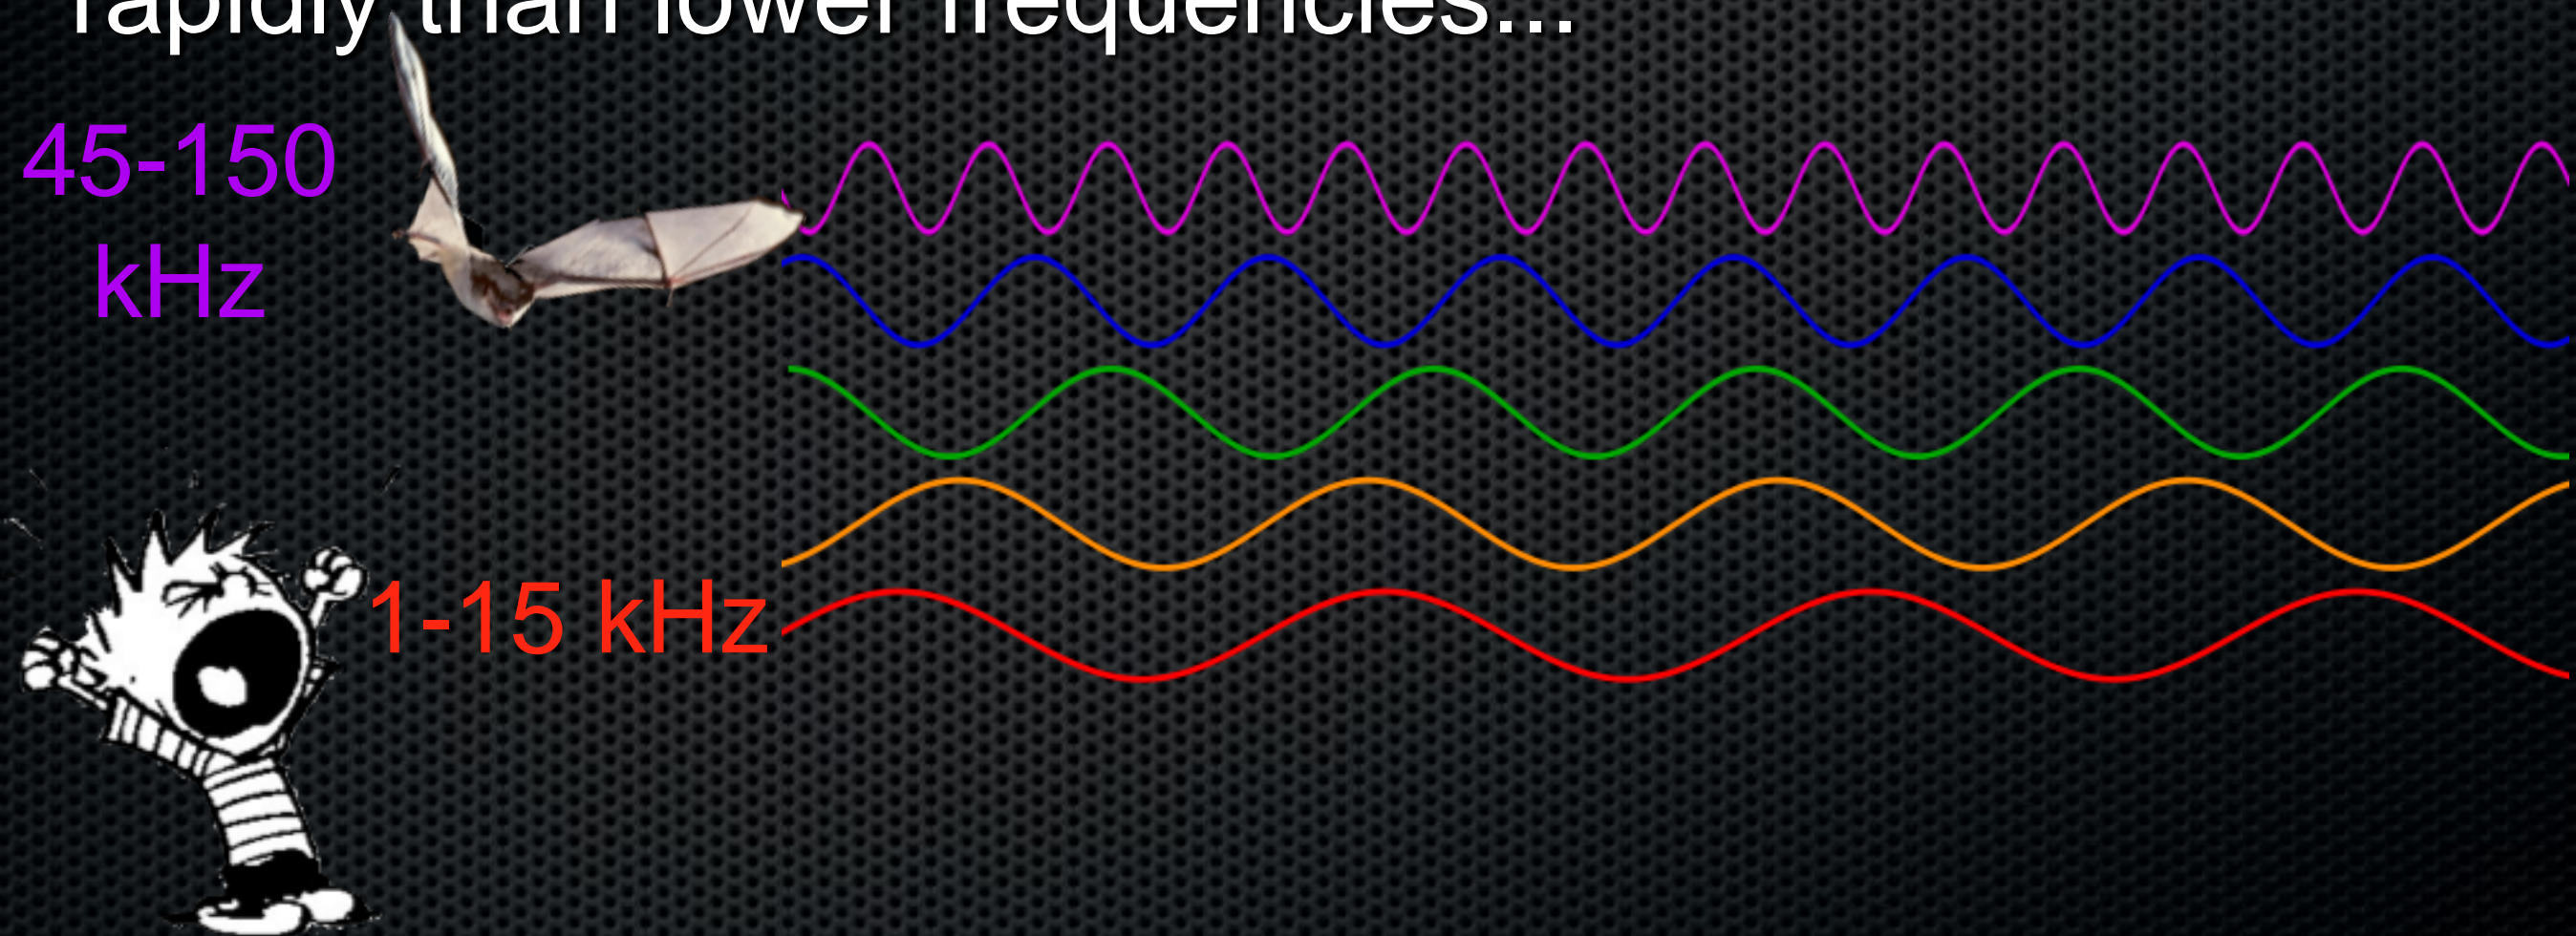 rapidly than lower frequencies...
45-150
kHz
1-15 kHz